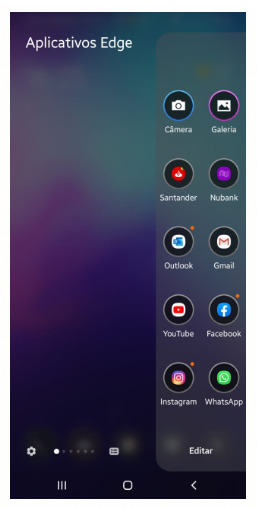 Aplicativos Edge
Câmera Galeria
Santander Nubank
Outlook Gmail
YouTube Facebook
Instagram WhatsApp
Editar